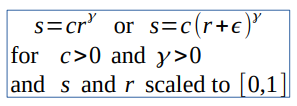 s=cr^γ or s=c(r+ϵ)^γ
for c>0 and γ>0
and s and r scaled to [0,1]